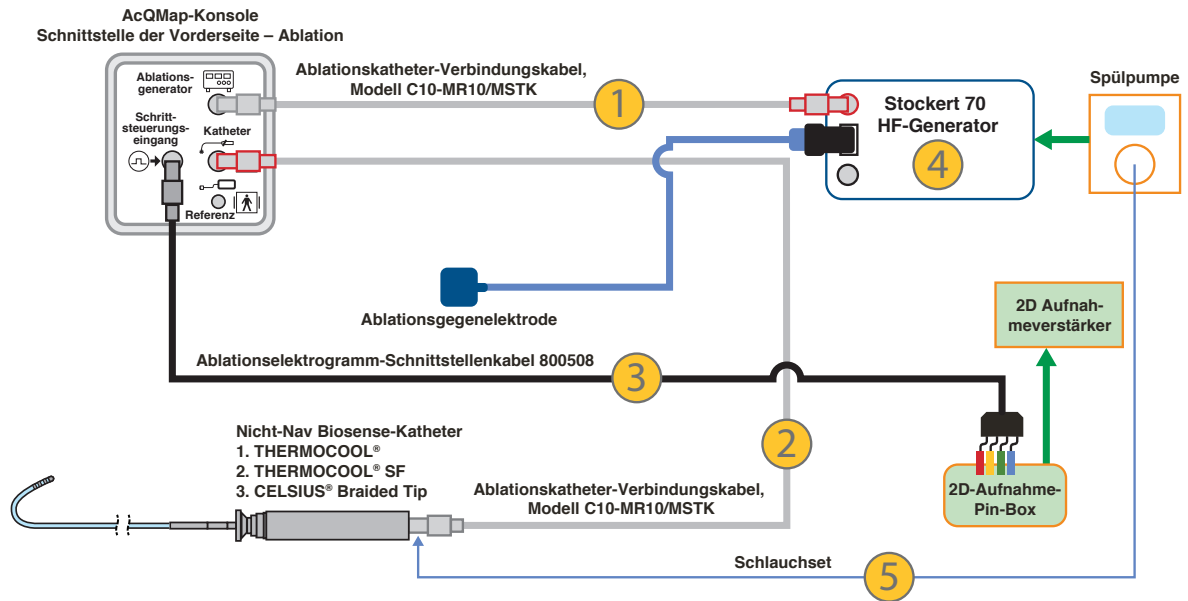 AcQMap-Konsole
Schnittstelle der Vorderseite – Ablation
Ablations-
generator
Schritt-
steuerungs-
eingang
Katheter
Referenz
Ablationskatheter-Verbindungskabel,
Modell C10-MR10/MSTK
1
Stockert 70
HF-Generator
4
Spülpumpe
Ablationsgegenelektrode
2D Aufnah-
meverstärker
Ablationselektrogramm-Schnittstellenkabel 800508
3
Nicht-Nav Biosense-Katheter
1. THERMOCOOL®
2. THERMOCOOL® SF
3. CELSIUS® Braided Tip
2
Ablationskatheter-Verbindungskabel,
Modell C10-MR10/MSTK
2D-Aufnahme-
Pin-Box
Schlauchset
5